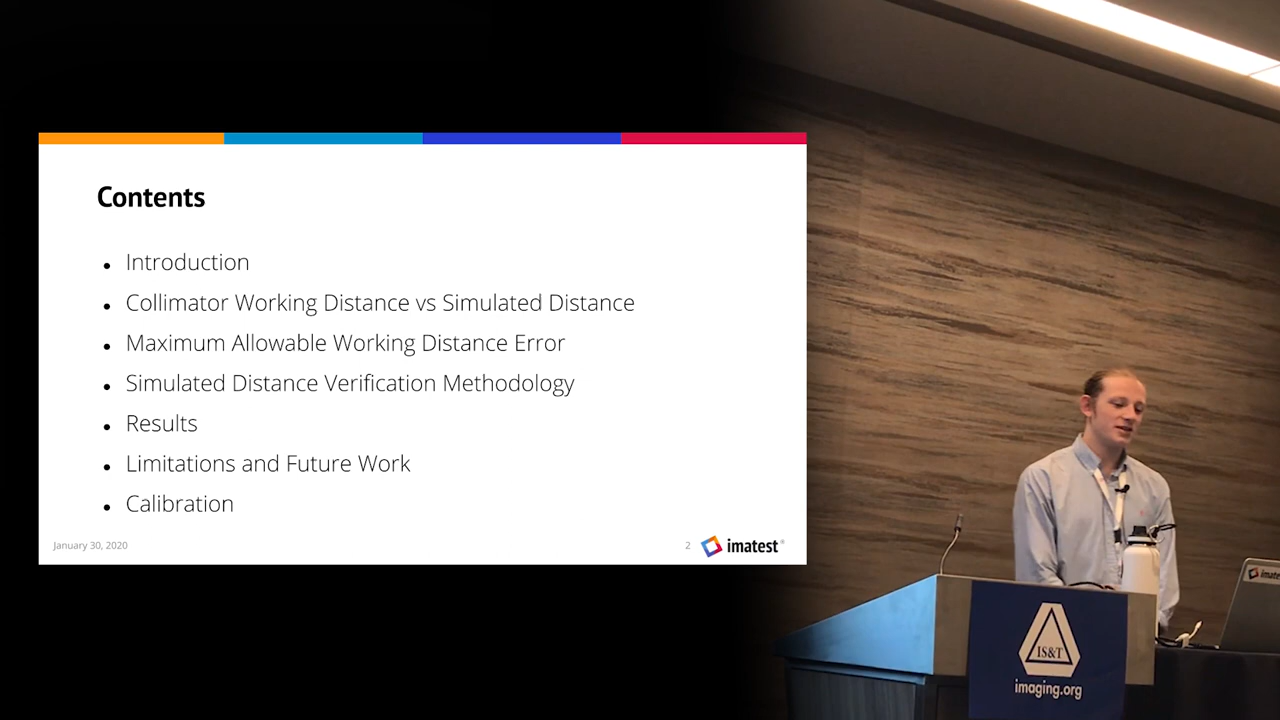 Contents
• Introduction
• Collimator Working Distance vs Simulated Distance
• Maximum Allowable Working Distance Error
• Simulated Distance Verification Methodology
• Results
• Limitations and Future Work
• Calibration
January 30, 2020
2
imatest®
IS&T
imaging.org